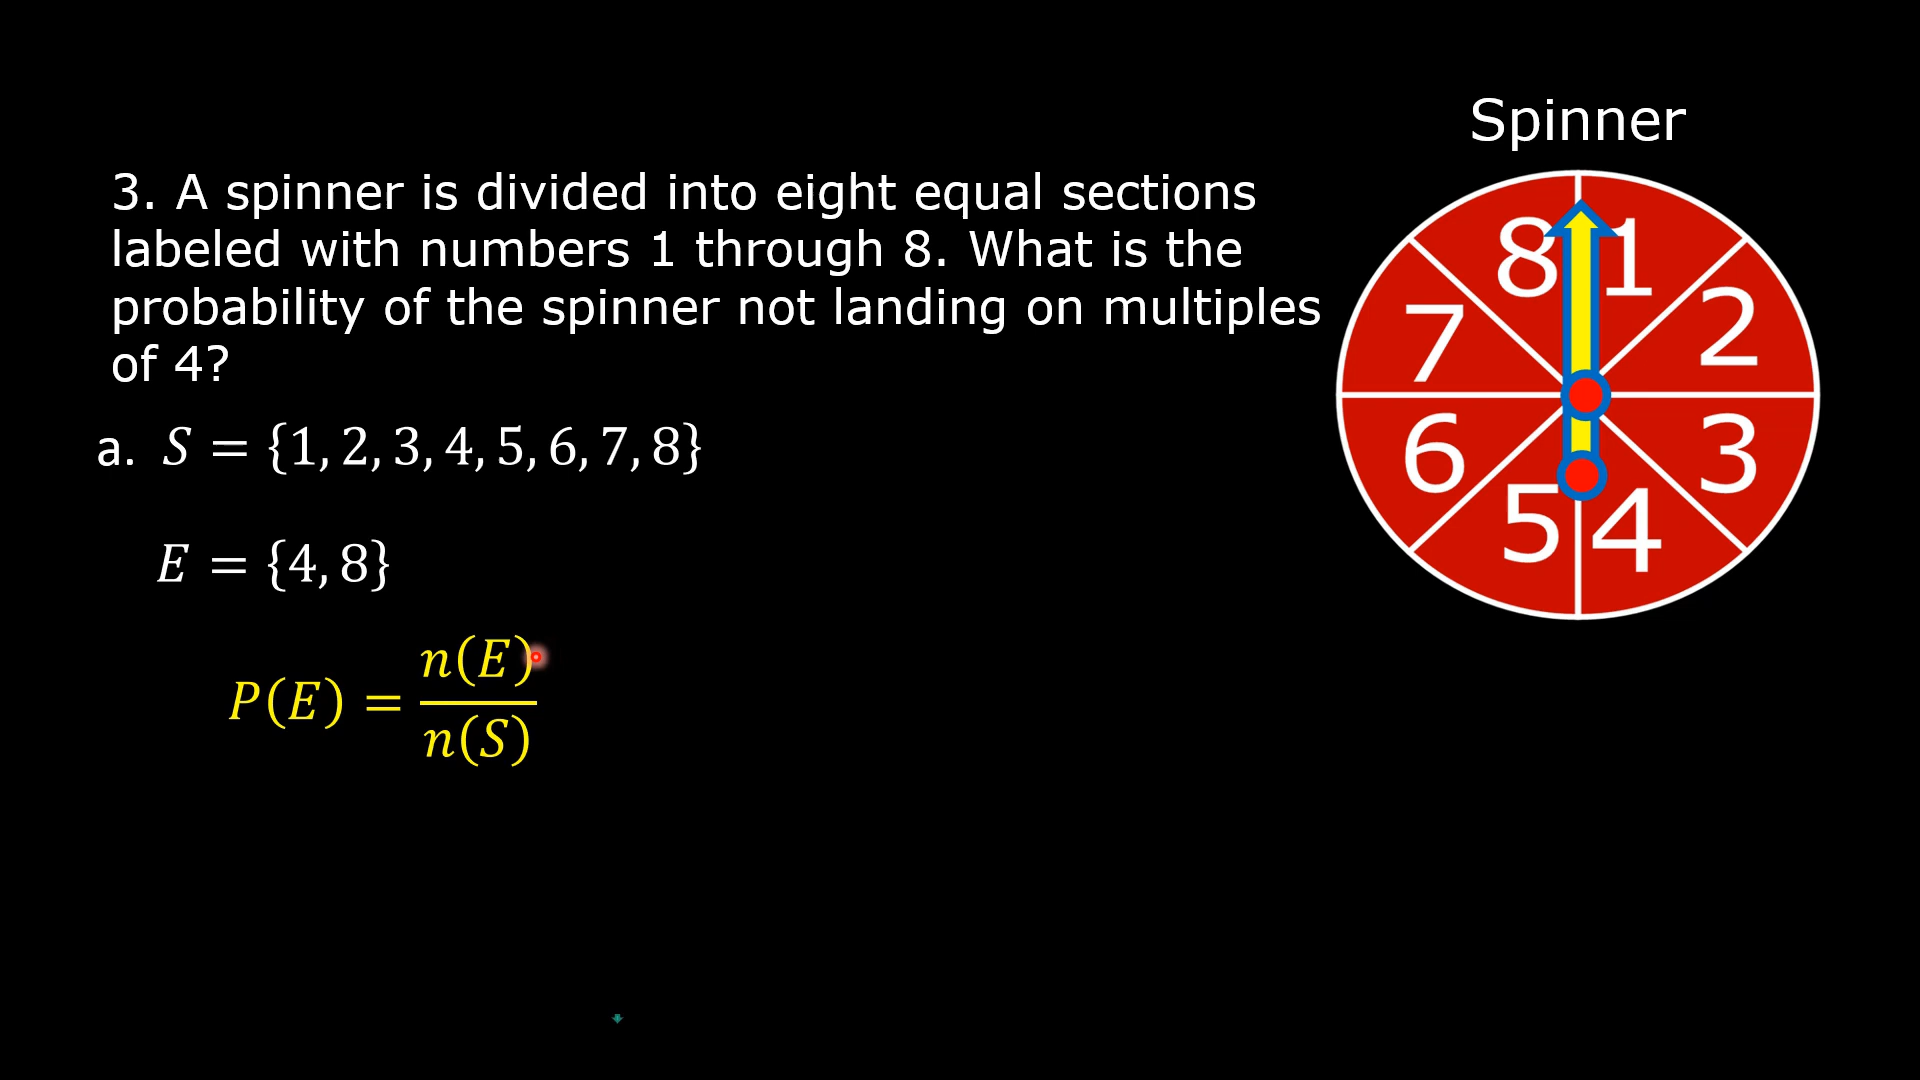 Spinner
3. A spinner is divided into eight equal sections
labeled with numbers 1 through 8. What is the
probability of the spinner not landing on multiples
of 4?
a. S = {1, 2, 3, 4, 5, 6, 7, 8}
E = {4, 8}
P(E) = n(E)/n(S)
8 1
7 2
6 3
5 4